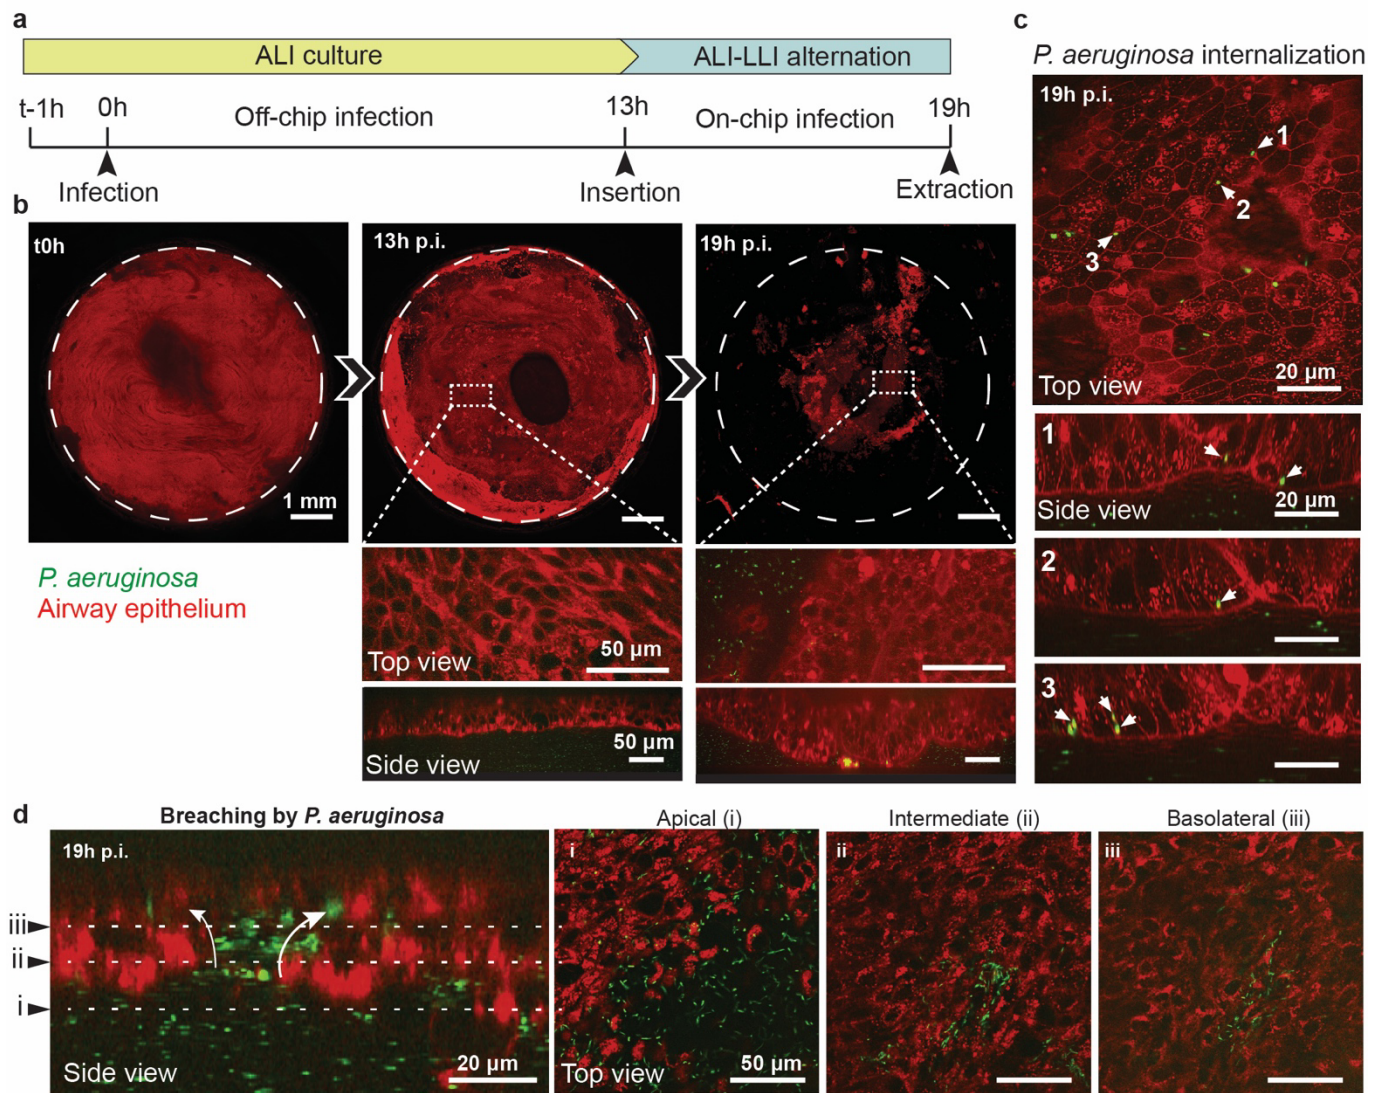 a
ALI culture
ALI-LLI alternation
t-1h
0h
Off-chip infection
13h
On-chip infection
19h
Infection
Insertion
Extraction
b
t0h
1 mm
13h p.i.
19h p.i.
P. aeruginosa
Airway epithelium
Top view
50 µm
Side view
50 µm
c
P. aeruginosa internalization
19h p.i.
1
2
3
Top view
20 µm
1
Side view
20 µm
2
3
d
Breaching by P. aeruginosa
19h p.i.
iii
ii
i
Side view
20 µm
Apical (i)
i
Top view
50 µm
Intermediate (ii)
ii
Basolateral (iii)
iii